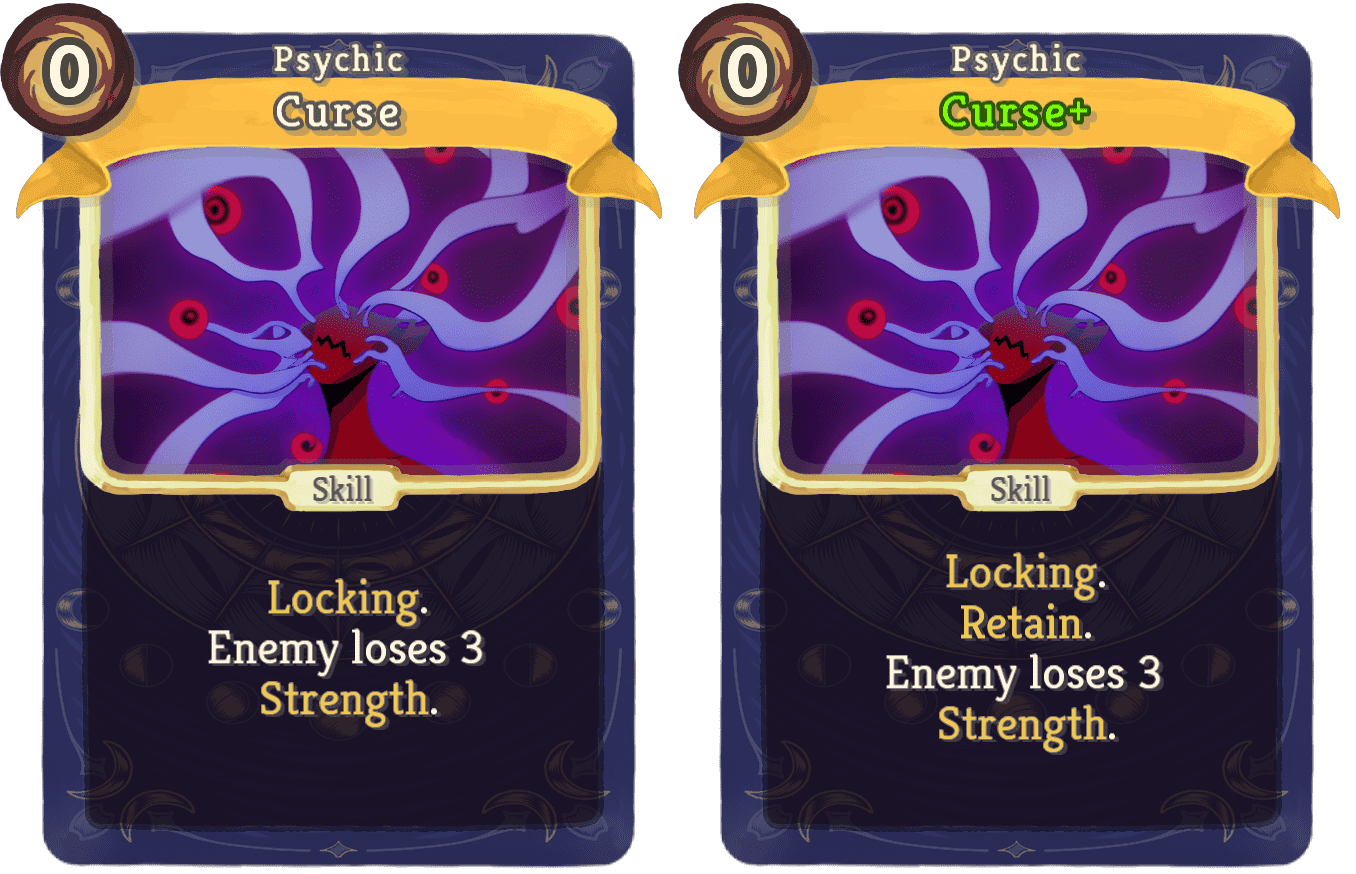 0
Psychic
Curse
Skill
Locking.
Enemy loses 3
Strength.
0
Psychic
Curse+
Skill
Locking.
Retain.
Enemy loses 3
Strength.